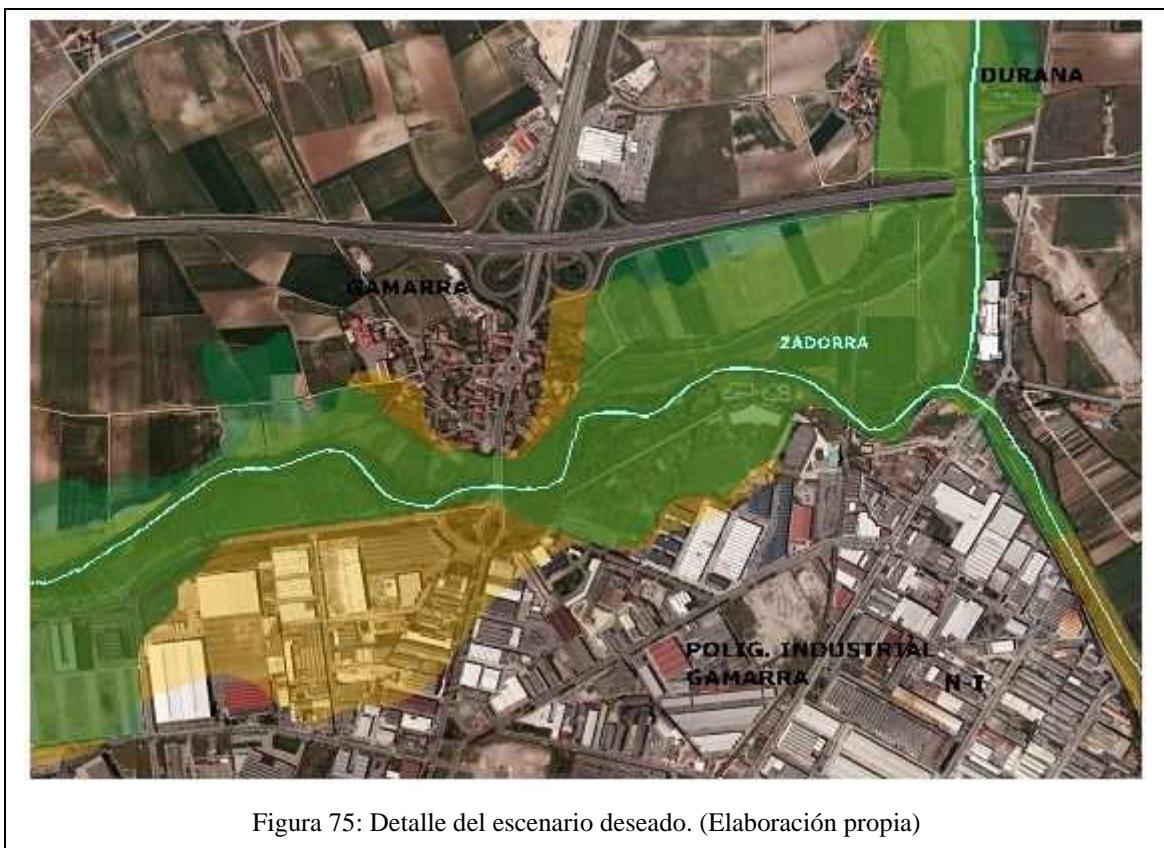 DURANA
GAMARRA
ZADORRA
POLIG. INDUSTRIAL
GAMARRA
N-I
Figura 75: Detalle del escenario deseado. (Elaboración propia)